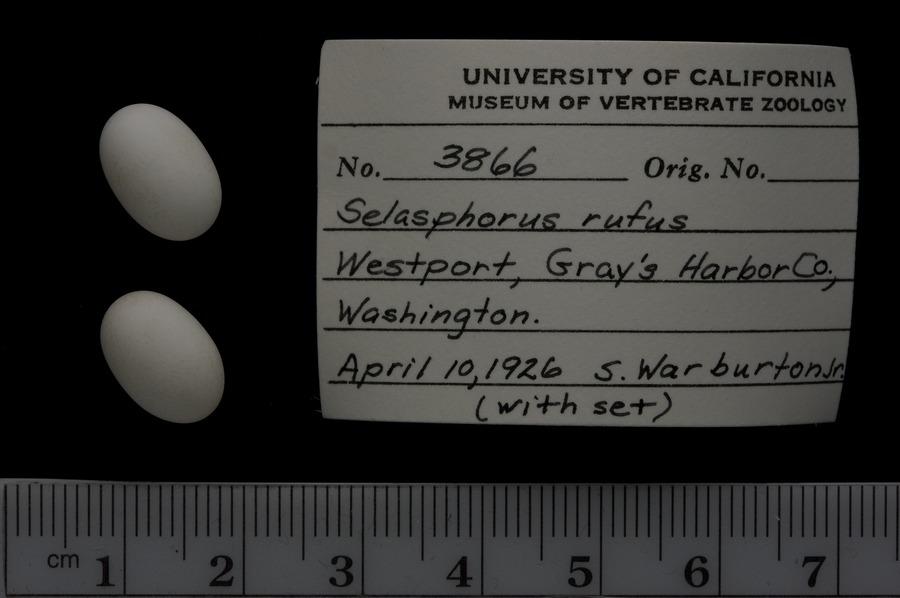 UNIVERSITY OF CALIFORNIA
MUSEUM OF VERTEBRATE ZOOLOGY
No. 3866 Orig. No.
Selasphorus rufus
Westport, Gray's Harbor Co.,
Washington.
April 10, 1926 S. Warburton Jr.
(with set)
cm 1 2 3 4 5 6 7